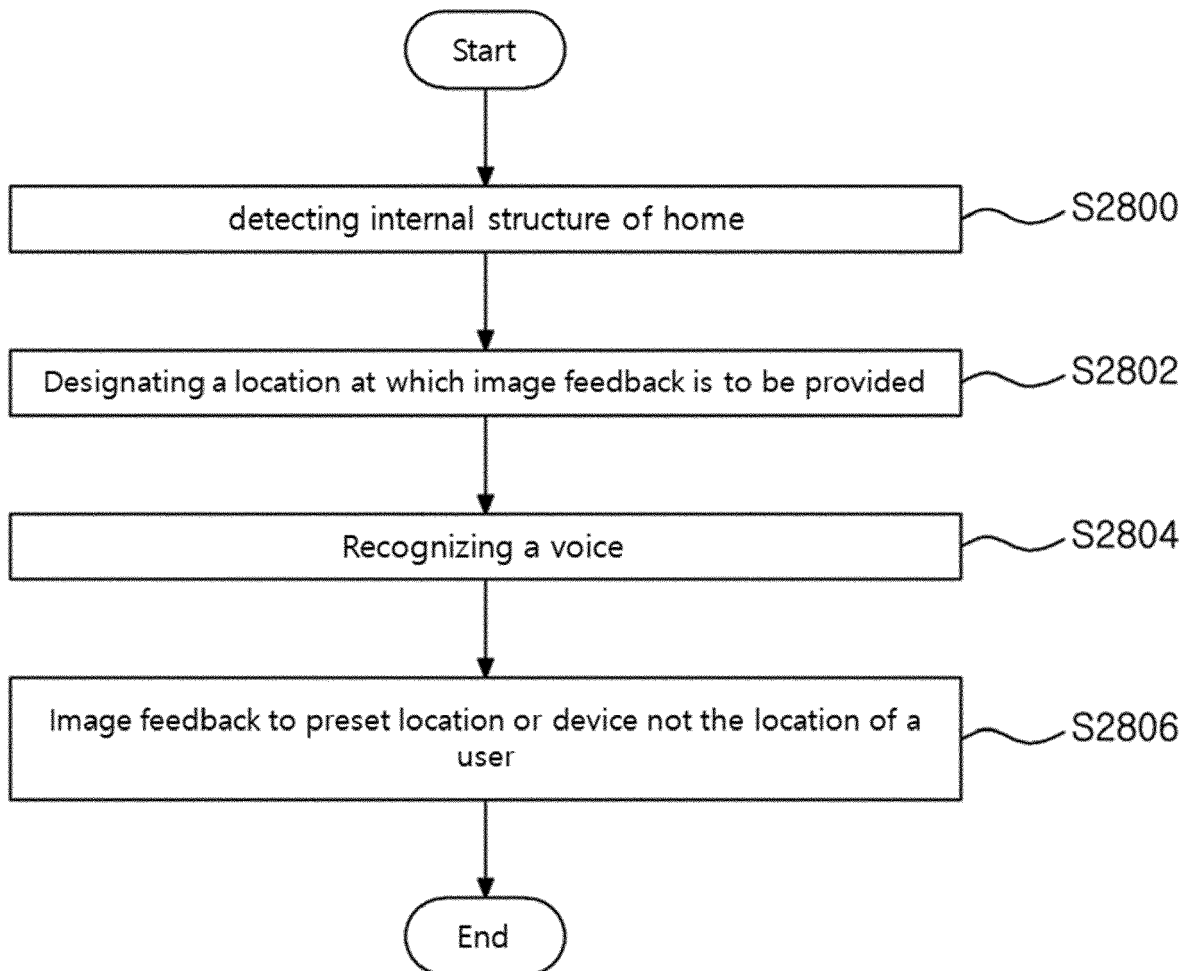 Start
detecting internal structure of home
S2800
Designating a location at which image feedback is to be provided
S2802
Recognizing a voice
S2804
Image feedback to preset location or device not the location of a
user
S2806
End